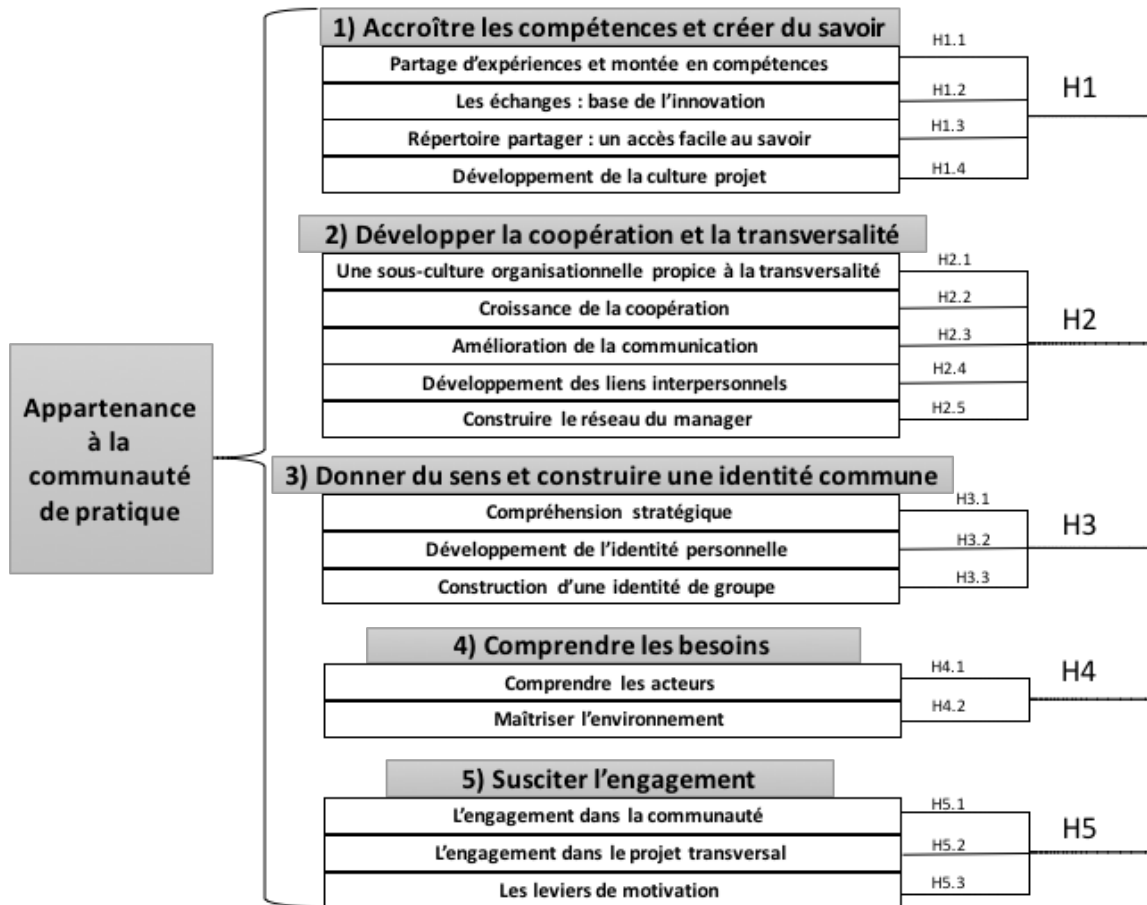 1) Accroître les compétences et créer du savoir
Partage d’expériences et montée en compétences
H1.1
Les échanges : base de l’innovation
H1.2
Répertoire partager : un accès facile au savoir
H1.3
Développement de la culture projet
H1.4
H1
2) Développer la coopération et la transversalité
Une sous-culture organisationnelle propice à la transversalité
H2.1
Croissance de la coopération
H2.2
Amélioration de la communication
H2.3
Développement des liens interpersonnels
H2.4
Construire le réseau du manager
H2.5
H2
Appartenance
à la
communauté
de pratique
3) Donner du sens et construire une identité commune
Compréhension stratégique
H3.1
Développement de l’identité personnelle
H3.2
Construction d’une identité de groupe
H3.3
H3
4) Comprendre les besoins
Comprendre les acteurs
H4.1
Maîtriser l’environnement
H4.2
H4
5) Susciter l’engagement
L’engagement dans la communauté
H5.1
L’engagement dans le projet transversal
H5.2
Les leviers de motivation
H5.3
H5